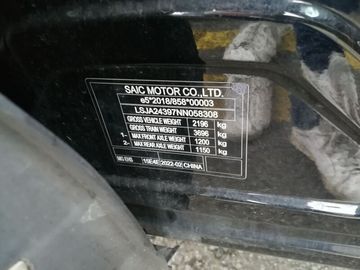 SAIC MOTOR CO.,LTD.
e5*2018/858*00003
LSJA24397NN058308
GROSS VEHICLE WEIGHT 2196 kg
GROSS TRAIN WEIGHT 3696 kg
1- MAX FRONT AXLE WEIGHT 1200 kg
2- MAX REAR AXLE WEIGHT 1150 kg
15E4E 2022-02 CHINA